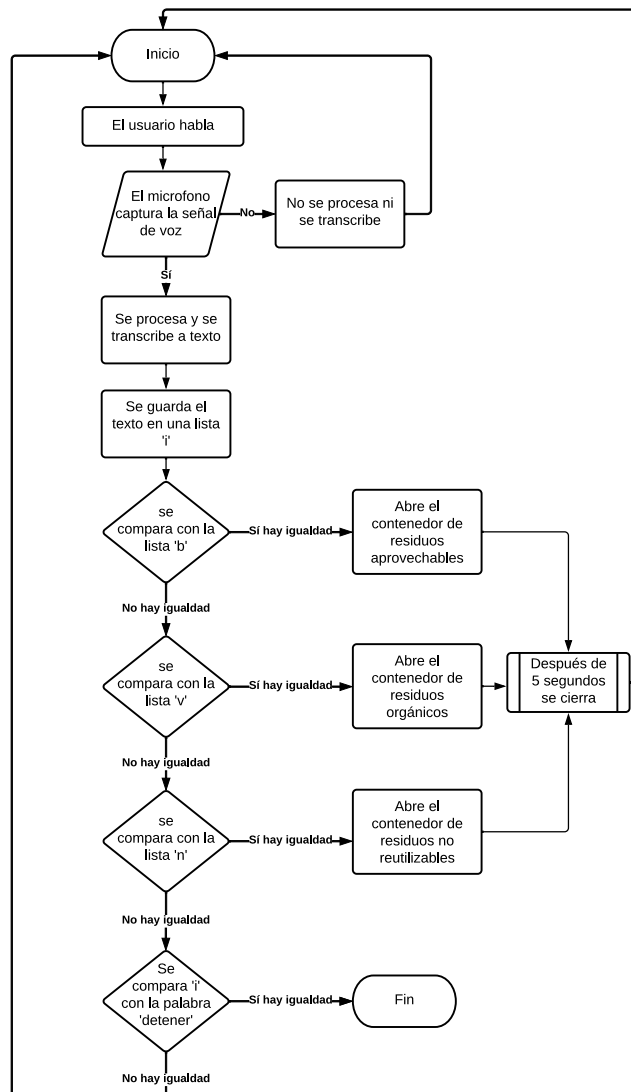 Inicio
El usuario habla
El microfono
captura la señal
de voz
No
No se procesa ni
se transcribe
Sí
Se procesa y se
transcribe a texto
Se guarda el
texto en una lista
'i'
se
compara con la
lista 'b'
Sí hay igualdad
Abre el
contenedor de
residuos
aprovechables
No hay igualdad
se
compara con la
lista 'v'
Sí hay igualdad
Abre el
contenedor de
residuos
orgánicos
Después de
5 segundos
se cierra
No hay igualdad
se
compara con la
lista 'n'
Sí hay igualdad
Abre el
contenedor de
residuos no
reutilizables
No hay igualdad
Se
compara 'i'
con la palabra
'detener'
Sí hay igualdad
Fin
No hay igualdad